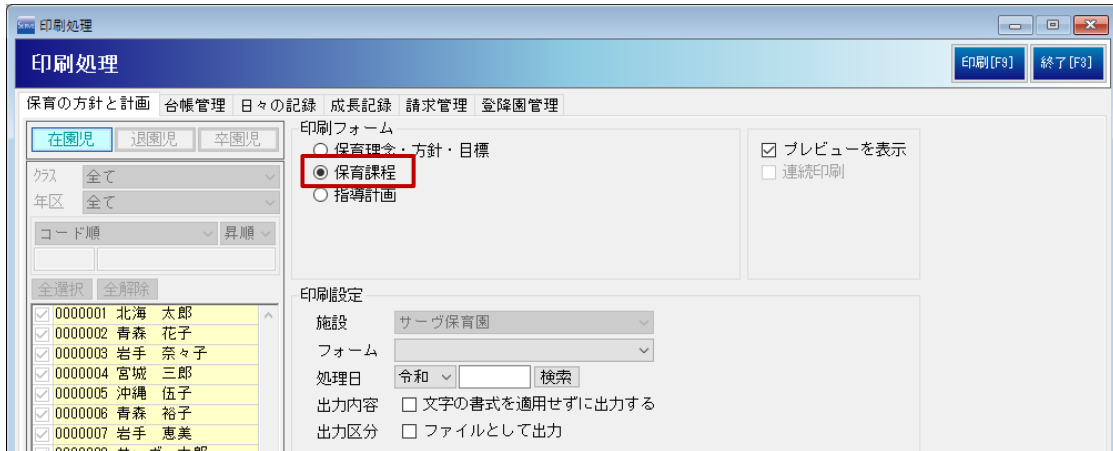 Serve 印刷処理
印刷処理
印刷[F9] 終了[F3]
保育の方針と計画 台帳管理 日々の記録 成長記録 請求管理 登降園管理
在園児 退園児 卒園児
クラス 全て
年区 全て
コード順 昇順
全選択 全解除
0000001 北海 太郎
0000002 青森 花子
0000003 岩手 奈々子
0000004 宮城 三郎
0000005 沖縄 伍子
0000006 青森 裕子
0000007 岩手 恵美
印刷フォーム
保育理念・方針・目標
保育課程
指導計画
プレビューを表示
連続印刷
印刷設定
施設 サーヴ保育園
フォーム
処理日 令和 検索
出力内容 文字の書式を適用せずに出力する
出力区分 ファイルとして出力